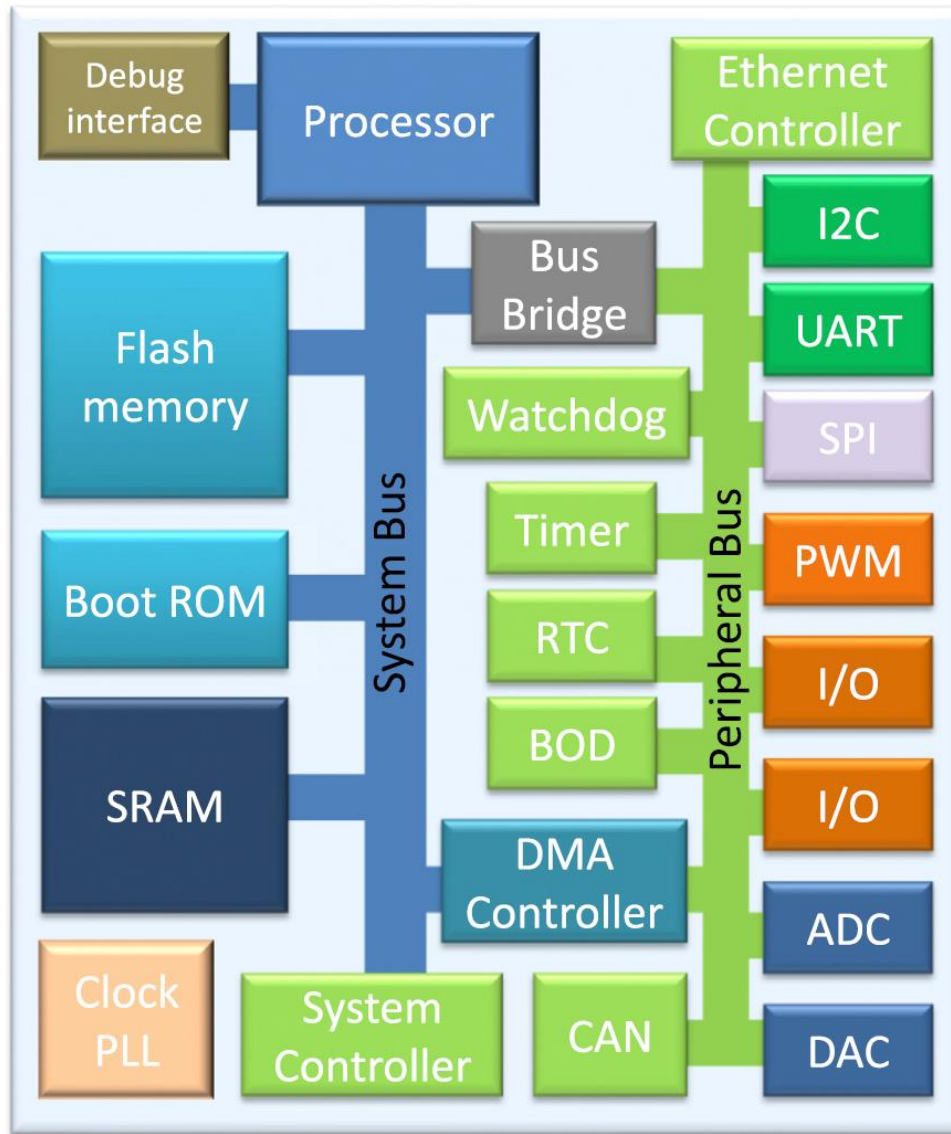 Debug
interface
Processor
Ethernet
Controller
I2C
Bus
Bridge
UART
Flash
memory
Watchdog
SPI
System Bus
Peripheral Bus
Timer
PWM
Boot ROM
RTC
I/O
BOD
SRAM
I/O
DMA
Controller
ADC
Clock
PLL
System
Controller
CAN
DAC